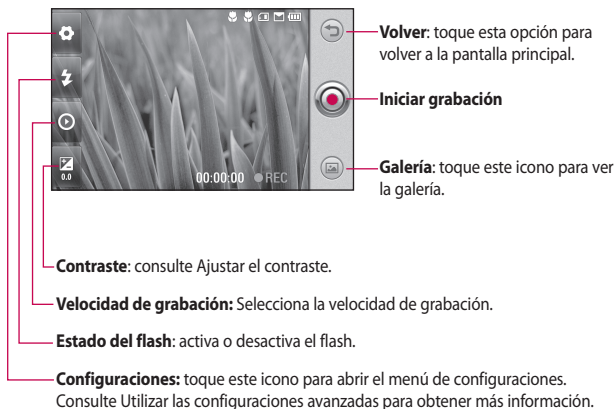 Volver: toque esta opción para
volver a la pantalla principal.
Iniciar grabación
Galería: toque este icono para ver
la galería.
0.0
00:00:00 REC
Contraste: consulte Ajustar el contraste.
Velocidad de grabación: Selecciona la velocidad de grabación.
Estado del flash: activa o desactiva el flash.
Configuraciones: toque este icono para abrir el menú de configuraciones.
Consulte Utilizar las configuraciones avanzadas para obtener más información.